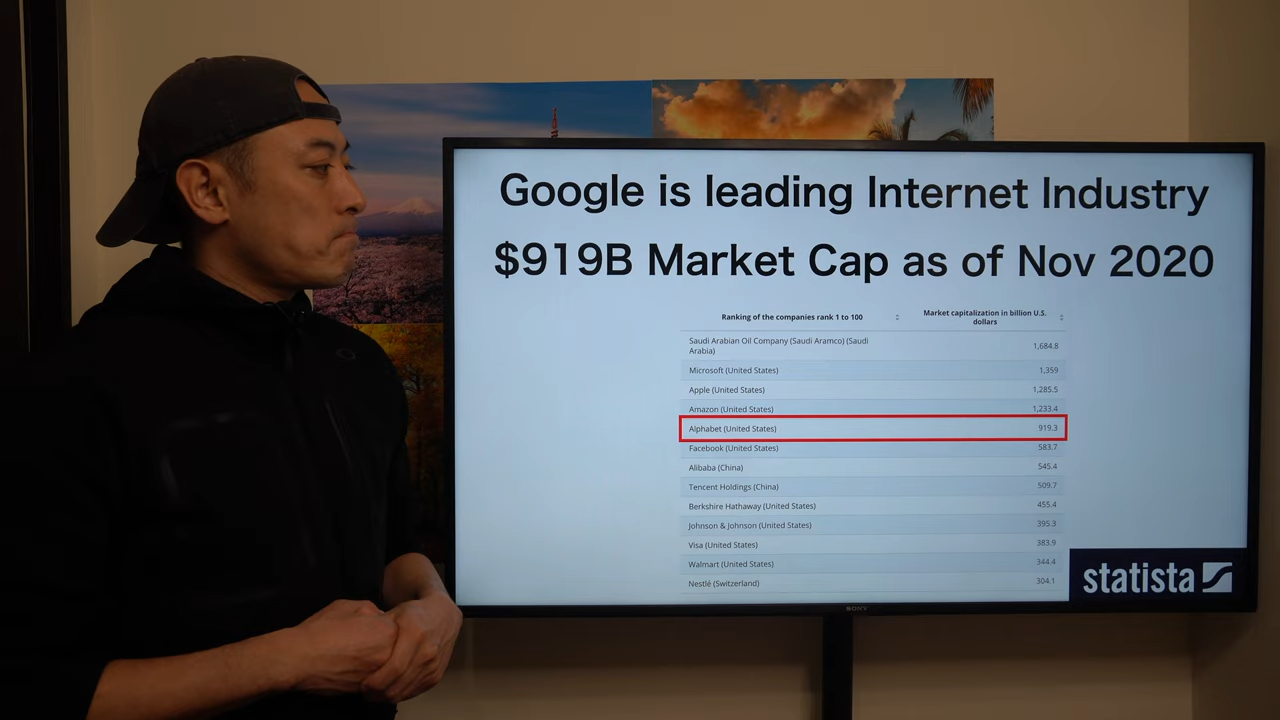 Google is leading Internet Industry
$919B Market Cap as of Nov 2020
Ranking of the companies rank 1 to 100 Market capitalization in billion U.S.
dollars
Saudi Arabian Oil Company (Saudi Aramco) (Saudi
Arabia) 1,684.8
Microsoft (United States) 1,359
Apple (United States) 1,285.5
Amazon (United States) 1,233.4
Alphabet (United States) 919.3
Facebook (United States) 583.7
Alibaba (China) 545.4
Tencent Holdings (China) 509.7
Berkshire Hathaway (United States) 455.4
Johnson & Johnson (United States) 395.3
Visa (United States) 383.9
Walmart (United States) 344.4
Nestlé (Switzerland) 304.1
statista
SONY